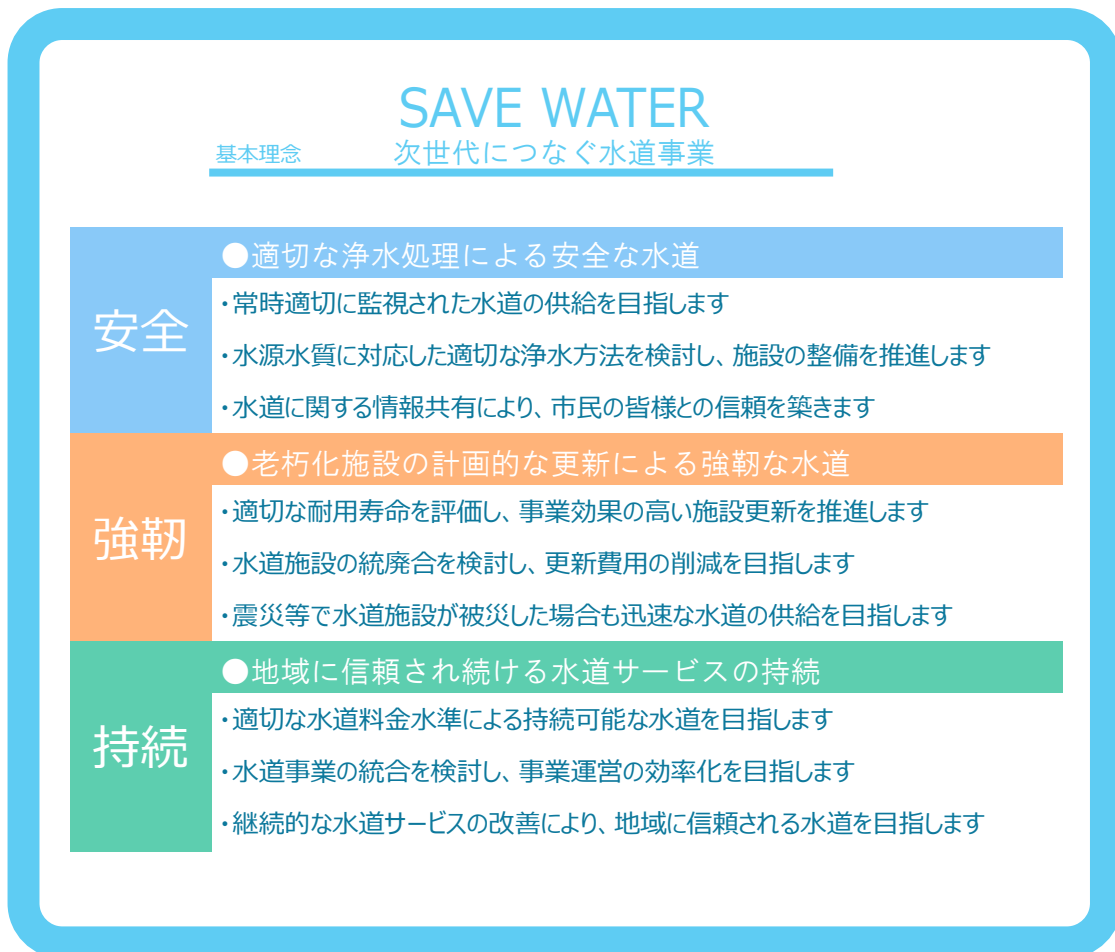 SAVE WATER
基本理念 次世代につなぐ水道事業
安全
●適切な浄水処理による安全な水道
・常時適切に監視された水道の供給を目指します
・水源水質に対応した適切な浄水方法を検討し、施設の整備を推進します
・水道に関する情報共有により、市民の皆様との信頼を築きます
強靭
●老朽化施設の計画的な更新による強靭な水道
・適切な耐用寿命を評価し、事業効果の高い施設更新を推進します
・水道施設の統廃合を検討し、更新費用の削減を目指します
・震災等で水道施設が被災した場合も迅速な水道の供給を目指します
持続
●地域に信頼され続ける水道サービスの持続
・適切な水道料金水準による持続可能な水道を目指します
・水道事業の統合を検討し、事業運営の効率化を目指します
・継続的な水道サービスの改善により、地域に信頼される水道を目指します